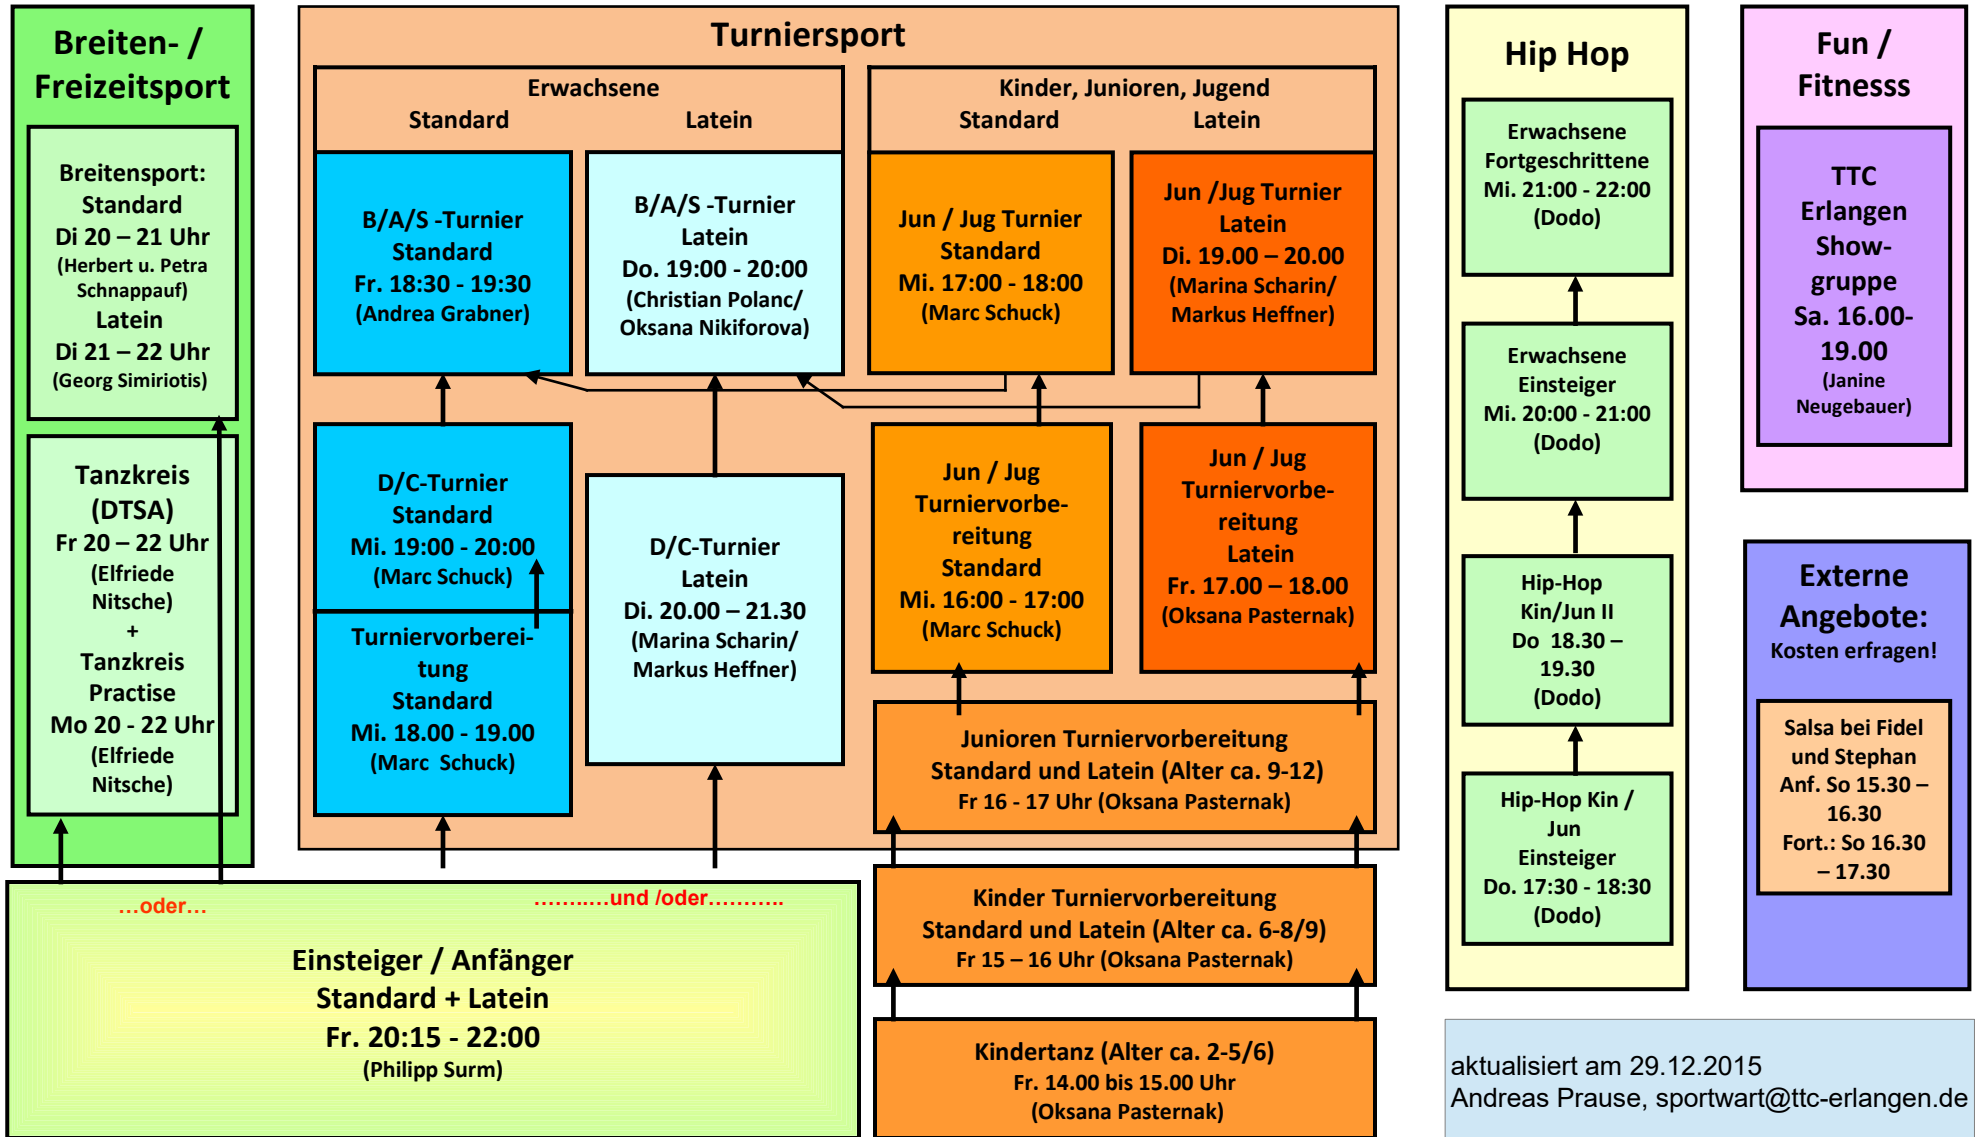 Breiten- /
Freizeitsport
Breitensport:
Standard
Di 20 – 21 Uhr
(Herbert u. Petra
Schnappauf)
Latein
Di 21 – 22 Uhr
(Georg Simiriotis)
Tanzkreis
(DTSA)
Fr 20 – 22 Uhr
(Elfriede
Nitsche)
+
Tanzkreis
Practise
Mo 20 - 22 Uhr
(Elfriede
Nitsche)
Turniersport
Erwachsene
Standard Latein
B/A/S -Turnier
Standard
Fr. 18:30 - 19:30
(Andrea Grabner)
B/A/S -Turnier
Latein
Do. 19:00 - 20:00
(Christian Polanc/
Oksana Nikiforova)
D/C-Turnier
Standard
Mi. 19:00 - 20:00
(Marc Schuck)
Turniervorberei-
tung
Standard
Mi. 18.00 - 19.00
(Marc Schuck)
D/C-Turnier
Latein
Di. 20.00 – 21.30
(Marina Scharin/
Markus Heffner)
Kinder, Junioren, Jugend
Standard Latein
Jun / Jug Turnier
Standard
Mi. 17:00 - 18:00
(Marc Schuck)
Jun /Jug Turnier
Latein
Di. 19.00 – 20.00
(Marina Scharin/
Markus Heffner)
Jun / Jug
Turniervorbe-
reitung
Standard
Mi. 16:00 - 17:00
(Marc Schuck)
Jun / Jug
Turniervorbe-
reitung
Latein
Fr. 17.00 – 18.00
(Oksana Pasternak)
Junioren Turniervorbereitung
Standard und Latein (Alter ca. 9-12)
Fr 16 - 17 Uhr (Oksana Pasternak)
Kinder Turniervorbereitung
Standard und Latein (Alter ca. 6-8/9)
Fr 15 – 16 Uhr (Oksana Pasternak)
Kindertanz (Alter ca. 2-5/6)
Fr. 14.00 bis 15.00 Uhr
(Oksana Pasternak)
…oder… ………..…und /oder………..
Einsteiger / Anfänger
Standard + Latein
Fr. 20:15 - 22:00
(Philipp Surm)
Hip Hop
Erwachsene
Fortgeschrittene
Mi. 21:00 - 22:00
(Dodo)
Erwachsene
Einsteiger
Mi. 20:00 - 21:00
(Dodo)
Hip-Hop
Kin/Jun II
Do 18.30 –
19.30
(Dodo)
Hip-Hop Kin /
Jun
Einsteiger
Do. 17:30 - 18:30
(Dodo)
Fun /
Fitnesss
TTC
Erlangen
Show-
gruppe
Sa. 16.00-
19.00
(Janine
Neugebauer)
Externe
Angebote:
Kosten erfragen!
Salsa bei Fidel
und Stephan
Anf. So 15.30 –
16.30
Fort.: So 16.30
– 17.30
aktualisiert am 29.12.2015
Andreas Prause, sportwart@ttc-erlangen.de